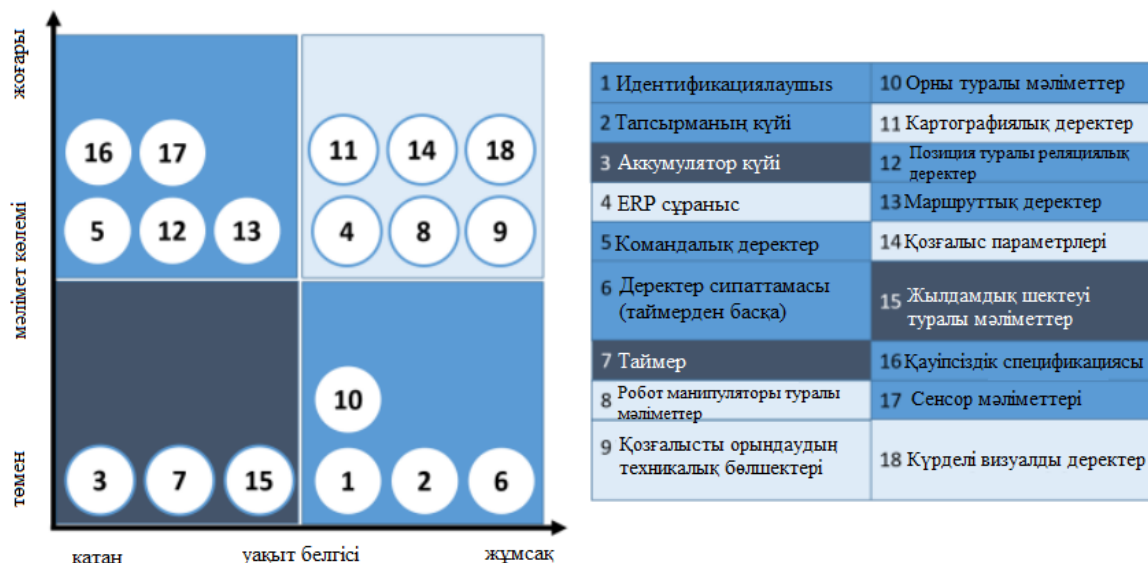 жоғары
16 17
11 14 18
5 12 13
4 8 9
мәлімет көлемі
10
3 7 15
1 2 6
төмен
қатаң уақыт белгісі жұмсақ
1 Идентификациялаушыs
2 Тапсырманың күйі
3 Аккумулятор күйі
4 ERP сұраныс
5 Командалық деректер
6 Деректер сипаттамасы
(таймерден басқа)
7 Таймер
8 Робот манипуляторы туралы
мәліметтер
9 Қозғалысты орындаудың
техникалық бөлшектері
10 Орны туралы мәліметтер
11 Картографиялық деректер
12 Позиция туралы реляциялық
деректер
13 Маршруттық деректер
14 Қозғалыс параметрлері
15 Жылдамдық шектеуі
туралы мәліметтер
16 Қауіпсіздік спецификациясы
17 Сенсор мәліметтері
18 Күрделі визуалды деректер